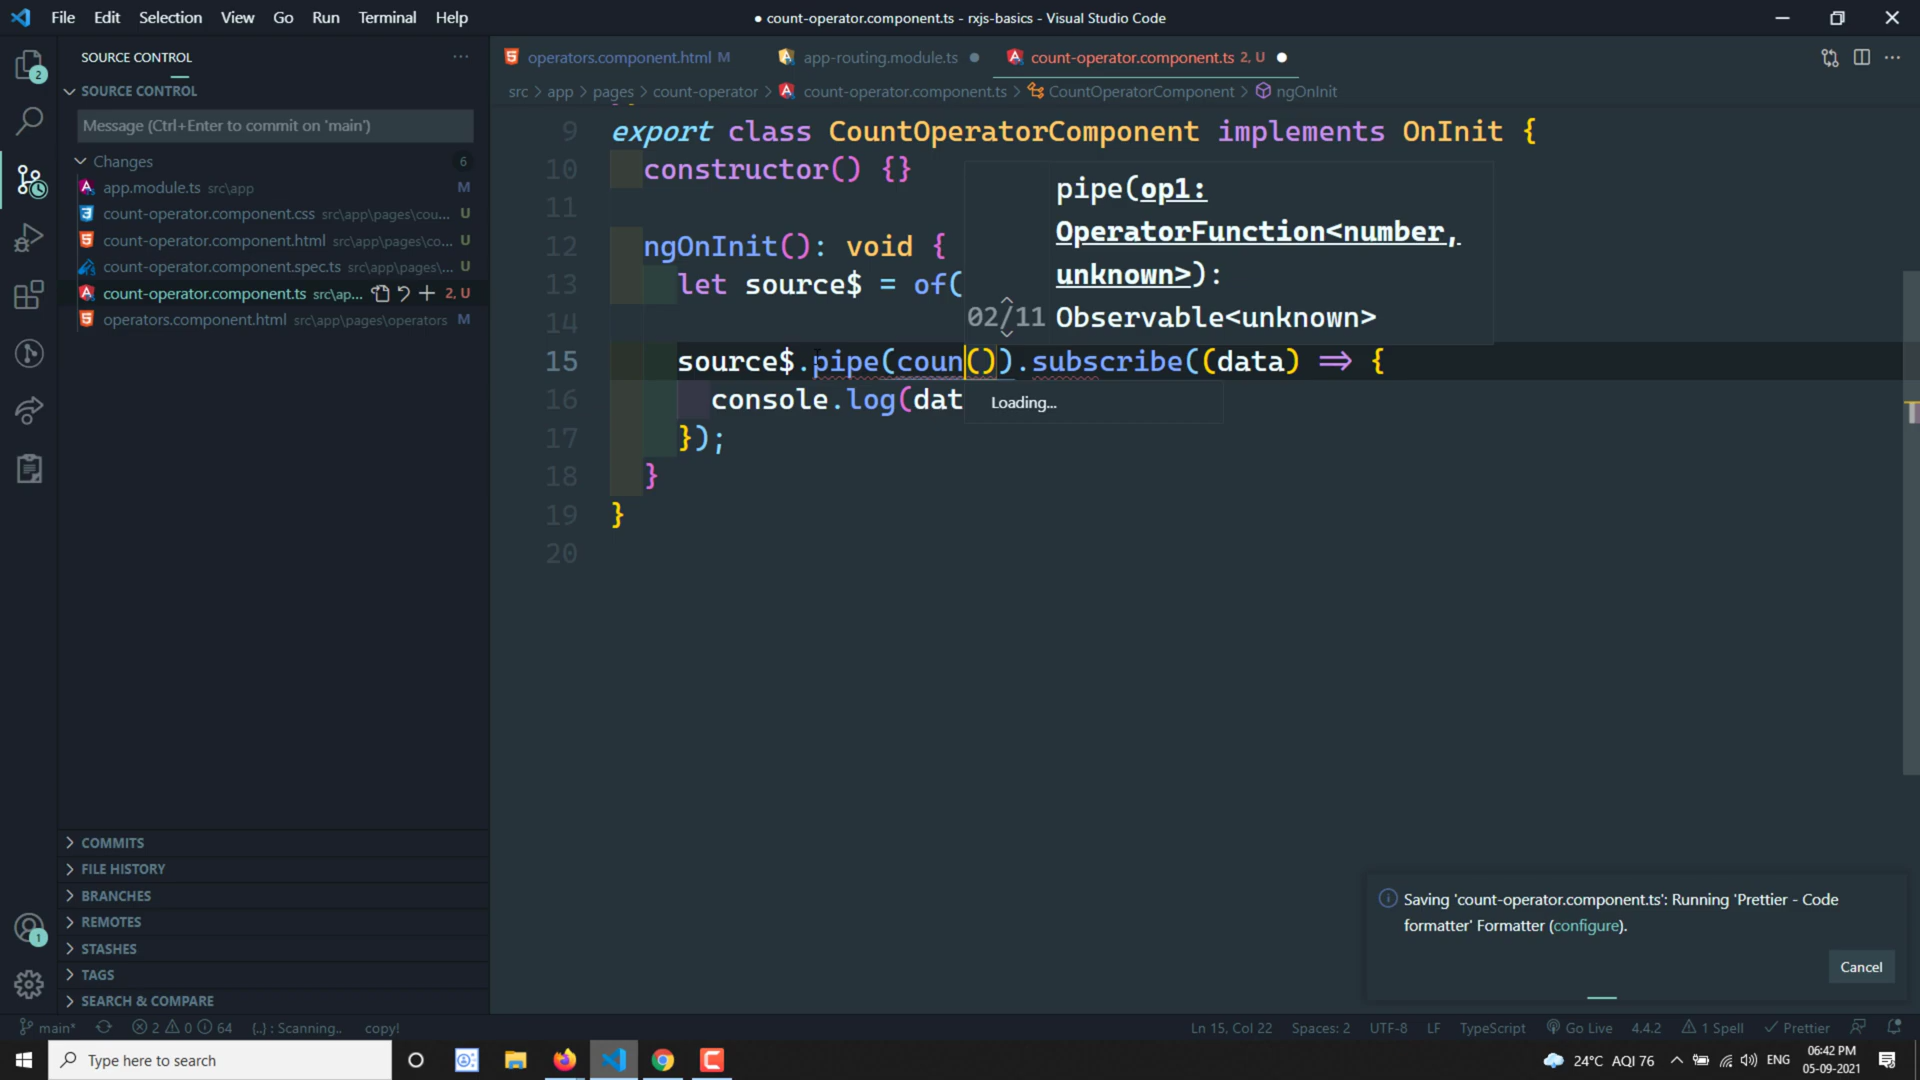 File Edit Selection View Go Run Terminal Help
● count-operator.component.ts - rxjs-basics - Visual Studio Code
SOURCE CONTROL
operators.component.html M
app-routing.module.ts ●
count-operator.component.ts 2, U ●
SOURCE CONTROL
src > app > pages > count-operator > count-operator.component.ts > CountOperatorComponent > ngOnInit
Message (Ctrl+Enter to commit on 'main')
Changes 6
app.module.ts src\app M
count-operator.component.css src\app\pages\cou... U
count-operator.component.html src\app\pages\co... U
count-operator.component.spec.ts src\app\pages\... U
count-operator.component.ts src\ap... 2, U
operators.component.html src\app\pages\operators M
9 export class CountOperatorComponent implements OnInit {
10 constructor() {}
11
12 ngOnInit(): void {
13 let source$ = of(
14
15 source$.pipe(coun()).subscribe((data) => {
16 console.log(dat
17 });
18 }
19 }
20
pipe(op1:
OperatorFunction<number,
unknown>):
02/11 Observable<unknown>
Loading...
COMMITS
FILE HISTORY
BRANCHES
REMOTES
STASHES
TAGS
SEARCH & COMPARE
Saving 'count-operator.component.ts': Running 'Prettier - Code
formatter' Formatter (configure).
Cancel
2
1
main* 2 0 64 {..} : Scanning.. copy!
Ln 15, Col 22 Spaces: 2 UTF-8 LF TypeScript Go Live 4.4.2 1 Spell Prettier
Type here to search
24°C AQI 76 ENG
06:42 PM
05-09-2021